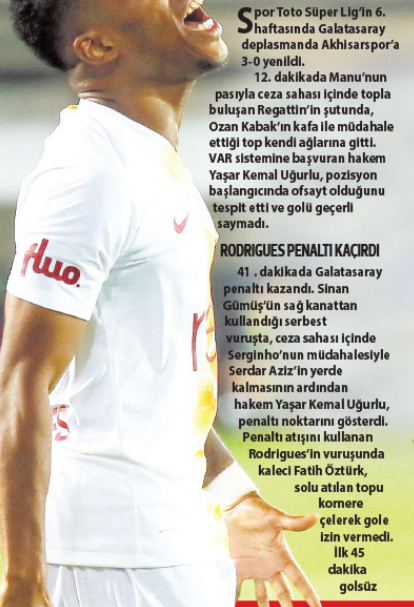 Spor Toto Süper Lig'in 6.
haftasında Galatasaray
deplasmanda Akhisarspor'a
3-0 yenildi.
12. dakikada Manu'nun
pasıyla ceza sahası içinde topla
buluşan Regattin'in şutunda,
Ozan Kabak'ın kafa ile müdahale
ettiği top kendi ağlarına gitti.
VAR sistemine başvuran hakem
Yaşar Kemal Uğurlu, pozisyon
başlangıcında ofsayt olduğunu
tespit etti ve golü geçerli
saymadı.
RODRIGUES PENALTI KAÇIRDI
41 . dakikada Galatasaray
penaltı kazandı. Sinan
Gümüş'ün sağ kanattan
kullandığı serbest
vuruşta, ceza sahası içinde
Serginho'nun müdahalesiyle
Serdar Aziz'in yerde
kalmasının ardından
hakem Yaşar Kemal Uğurlu,
penaltı noktarını gösterdi.
Penaltı atışını kullanan
Rodrigues'in vuruşunda
kaleci Fatih Öztürk,
solu atılan topu
kornere
çelerek gole
izin vermedi.
İlk 45
dakika
golsüz
fluo.